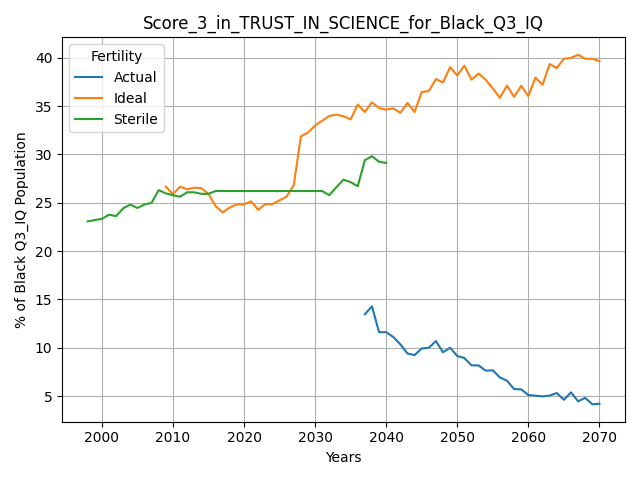 Score_3_in_TRUST_IN_SCIENCE_for_Black_Q3_IQ
Fertility
Actual
Ideal
Sterile
% of Black Q3_IQ Population
40
35
30
25
20
15
10
5
2000 2010 2020 2030 2040 2050 2060 2070
Years